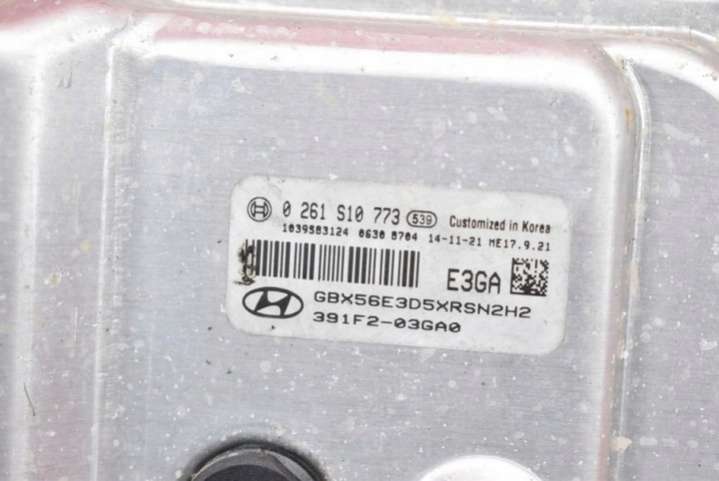 0 261 S10 773 539 Customized in Korea
1039S83124 0630 8704 14-11-21 ME17.9.21
E3GA
GBX56E3D5XRSN2H2
391F2-03GA0